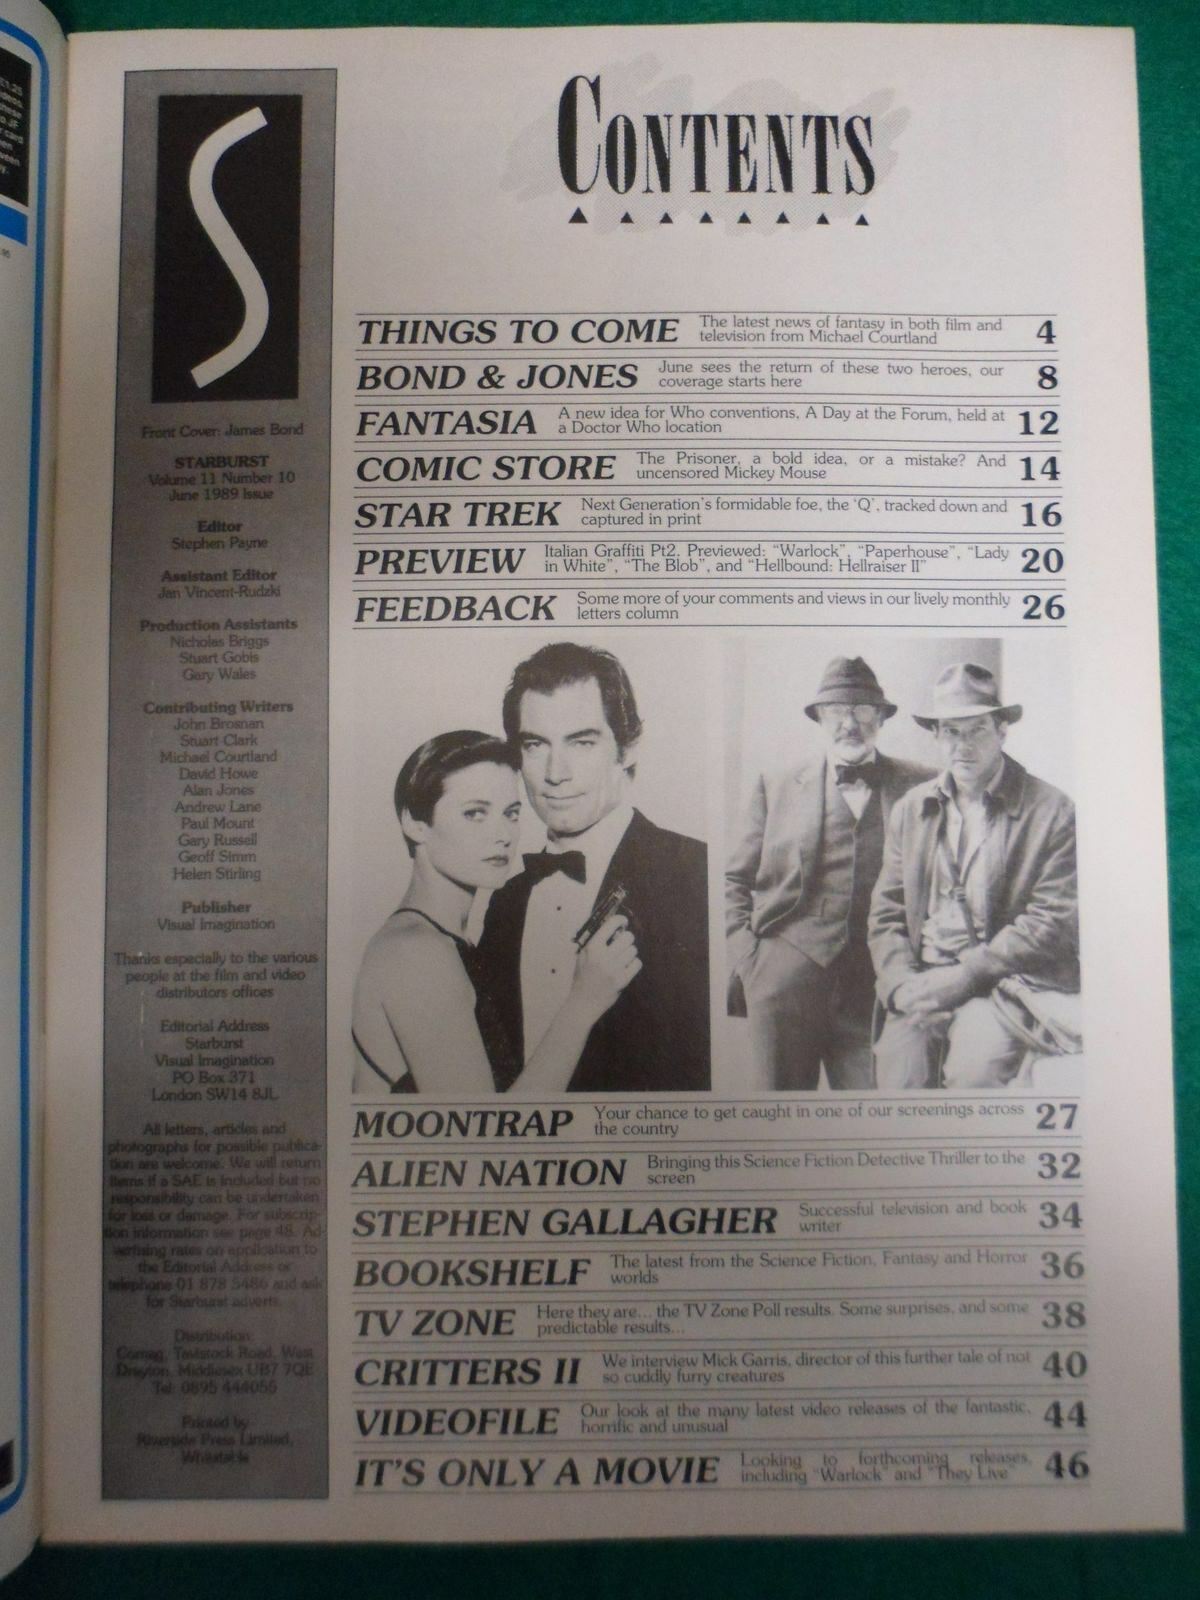 CONTENTS
Front Cover: James Bond
STARBURST
Volume 11 Number 10
June 1989 Issue
Editor
Stephen Payne
Assistant Editor
Jan Vincent-Rudzki
Production Assistants
Nicholas Briggs
Stuart Gobis
Gary Wales
Contributing Writers
John Brosnan
Stuart Clark
Michael Courtland
David Howe
Alan Jones
Andrew Lane
Paul Mount
Gary Russell
Geoff Simm
Helen Stirling
Publisher
Visual Imagination
Thanks especially to the various
people at the film and video
distributors offices
Editorial Address
Starburst
Visual Imagination
PO Box 371
London SW14 8JL
All letters, articles and
photographs for possible publica-
tion are welcome. We will return
items if a SAE is included but no
responsibility can be undertaken
for loss or damage. For subscrip-
tion information see page 48. Ad-
vertising rates on application to
the Editorial Address or
telephone 01 878 5486 and ask
for Starburst adverts.
Distribution:
Comag, Tavistock Road, West
Drayton, Middlesex UB7 7QE
Tel: 0895 444055
Printed by
Riverside Press Limited,
Whitstable
THINGS TO COME The latest news of fantasy in both film and 4
television from Michael Courtland
BOND & JONES June sees the return of these two heroes, our 8
coverage starts here
FANTASIA A new idea for Who conventions, A Day at the Forum, held at 12
a Doctor Who location
COMIC STORE The Prisoner, a bold idea, or a mistake? And 14
uncensored Mickey Mouse
STAR TREK Next Generation's formidable foe, the 'Q', tracked down and 16
captured in print
PREVIEW Italian Graffiti Pt2. Previewed: "Warlock", "Paperhouse", "Lady 20
in White", "The Blob", and "Hellbound: Hellraiser II"
FEEDBACK Some more of your comments and views in our lively monthly 26
letters column
MOONTRAP Your chance to get caught in one of our screenings across 27
the country
ALIEN NATION Bringing this Science Fiction Detective Thriller to the 32
screen
STEPHEN GALLAGHER Successful television and book 34
writer
BOOKSHELF The latest from the Science Fiction, Fantasy and Horror 36
worlds
TV ZONE Here they are... the TV Zone Poll results. Some surprises, and some 38
predictable results...
CRITTERS II We interview Mick Garris, director of this further tale of not 40
so cuddly furry creatures
VIDEOFILE Our look at the many latest video releases of the fantastic, 44
horrific and unusual
IT'S ONLY A MOVIE Looking to forthcoming releases, 46
including "Warlock" and "They Live"